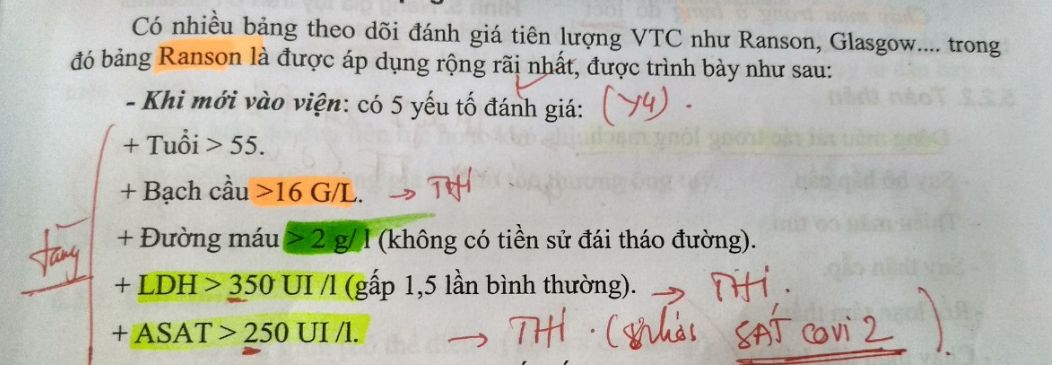 Có nhiều bảng theo dõi đánh giá tiên lượng VTC như Ranson, Glasgow.... trong
đó bảng Ranson là được áp dụng rộng rãi nhất, được trình bày như sau:
- Khi mới vào viện: có 5 yếu tố đánh giá: (Y4).
+ Tuổi > 55.
+ Bạch cầu >16 G/L. → TH
+ Đường máu > 2 g/ l (không có tiền sử đái tháo đường).
tăng
+ LDH > 350 UI /l (gấp 1,5 lần bình thường). → THI.
+ ASAT > 250 UI /l. → THI. ( SAT covi 2 ).